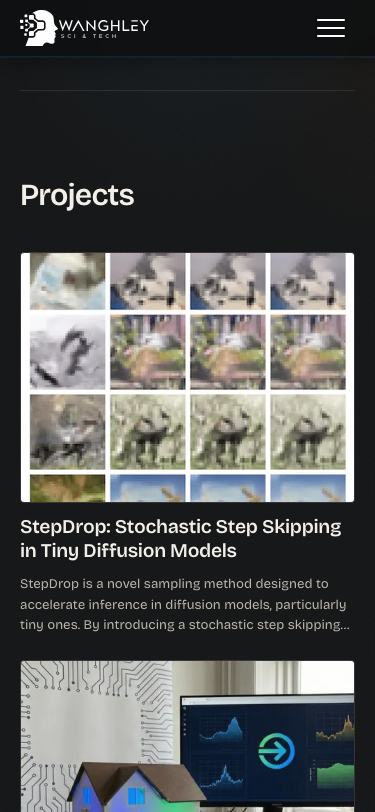 WANGHLEY
SCI & TECH
Projects
StepDrop: Stochastic Step Skipping
in Tiny Diffusion Models
StepDrop is a novel sampling method designed to
accelerate inference in diffusion models, particularly
tiny ones. By introducing a stochastic step skipping...